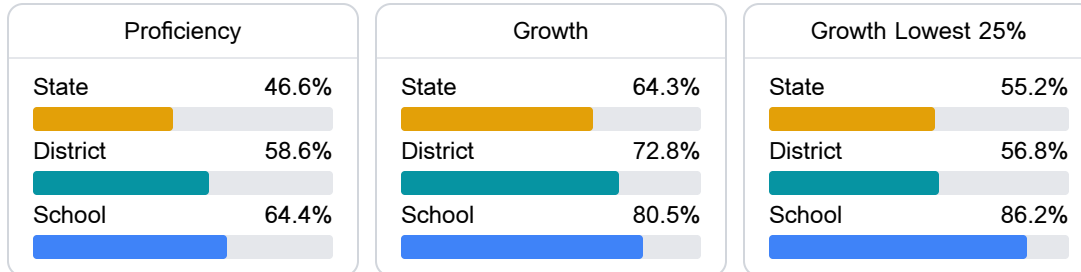 Proficiency
State 46.6%
District 58.6%
School 64.4%
Growth
State 64.3%
District 72.8%
School 80.5%
Growth Lowest 25%
State 55.2%
District 56.8%
School 86.2%